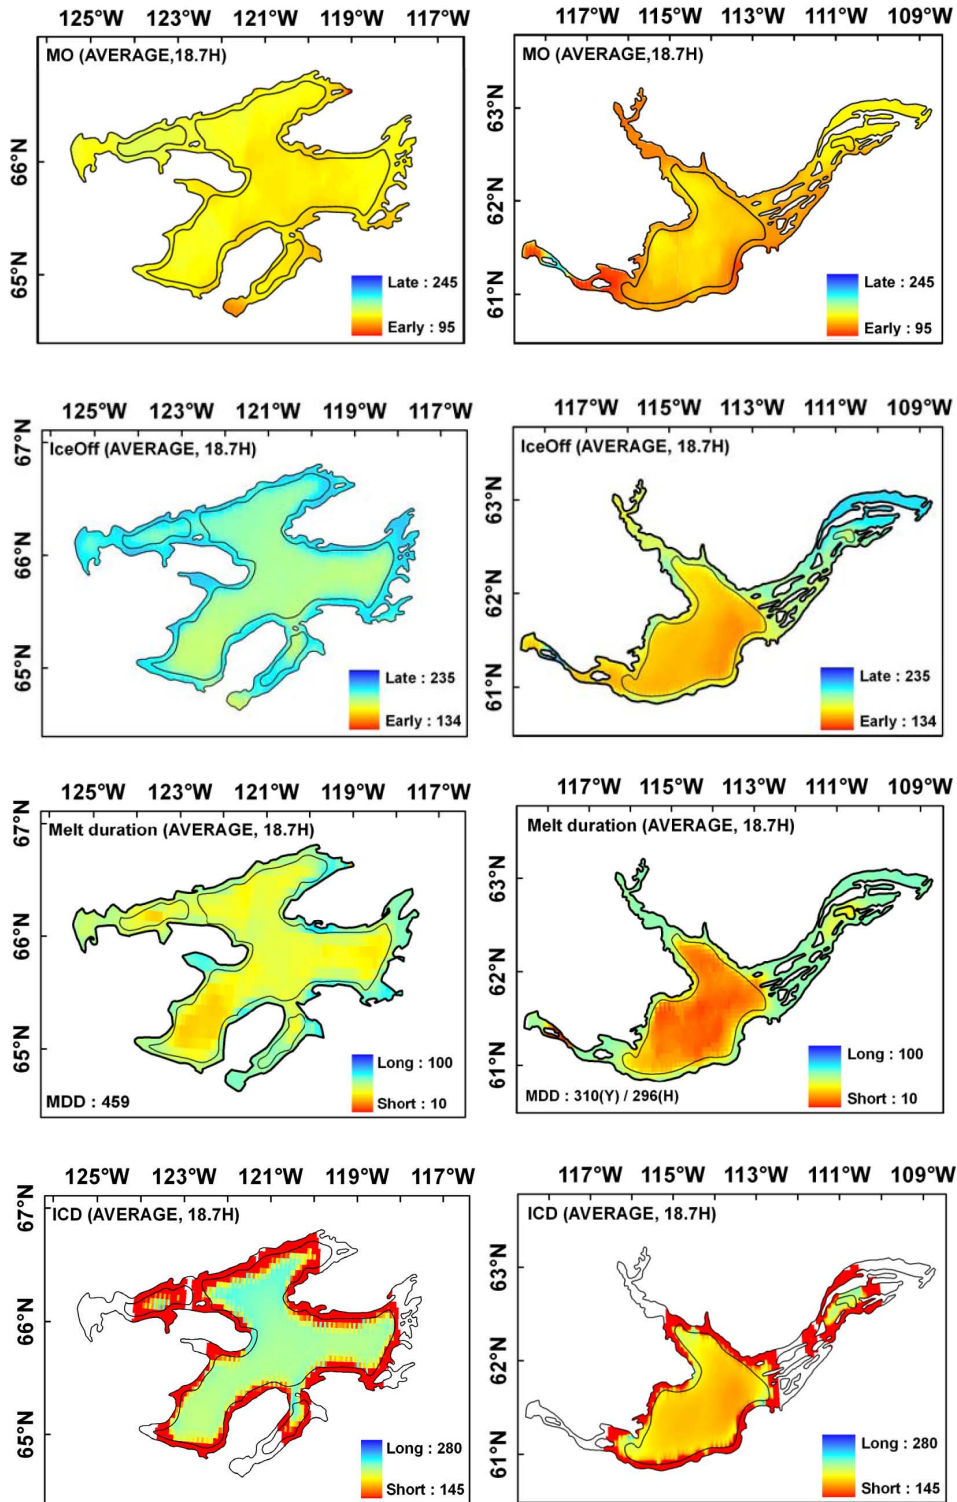 125°W 123°W 121°W 119°W 117°W
MO (AVERAGE,18.7H)
66°N
65°N
Late : 245
Early : 95
117°W 115°W 113°W 111°W 109°W
MO (AVERAGE,18.7H)
63°N
62°N
61°N
Late : 245
Early : 95
125°W 123°W 121°W 119°W 117°W
IceOff (AVERAGE, 18.7H)
67°N
66°N
65°N
Late : 235
Early : 134
117°W 115°W 113°W 111°W 109°W
IceOff (AVERAGE, 18.7H)
63°N
62°N
61°N
Late : 235
Early : 134
125°W 123°W 121°W 119°W 117°W
Melt duration (AVERAGE, 18.7H)
67°N
66°N
65°N
Long : 100
Short : 10
MDD : 459
117°W 115°W 113°W 111°W 109°W
Melt duration (AVERAGE, 18.7H)
63°N
62°N
61°N
Long : 100
Short : 10
MDD : 310(Y) / 296(H)
125°W 123°W 121°W 119°W 117°W
ICD (AVERAGE, 18.7H)
67°N
66°N
65°N
Long : 280
Short : 145
117°W 115°W 113°W 111°W 109°W
ICD (AVERAGE, 18.7H)
63°N
62°N
61°N
Long : 280
Short : 145